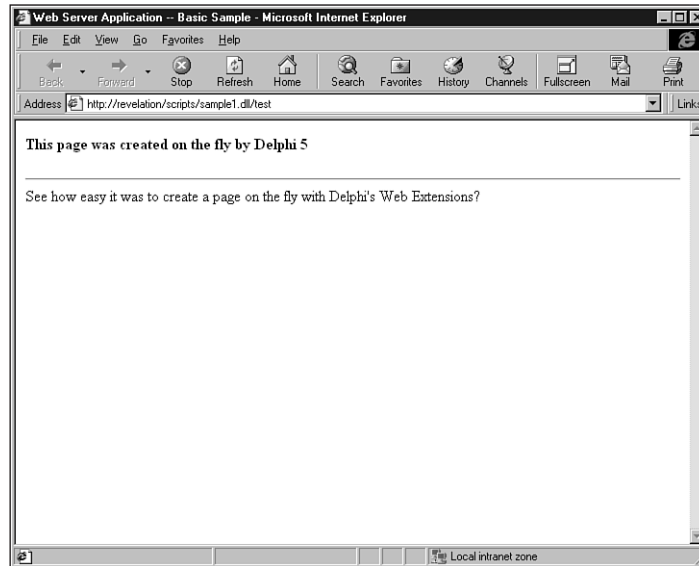 Web Server Application -- Basic Sample - Microsoft Internet Explorer
File Edit View Go Favorites Help
Back Forward Stop Refresh Home Search Favorites History Channels Fullscreen Mail Print
Address http://revelation/scripts/sample1.dll/test Links
This page was created on the fly by Delphi 5
See how easy it was to create a page on the fly with Delphi's Web Extensions?
Local intranet zone